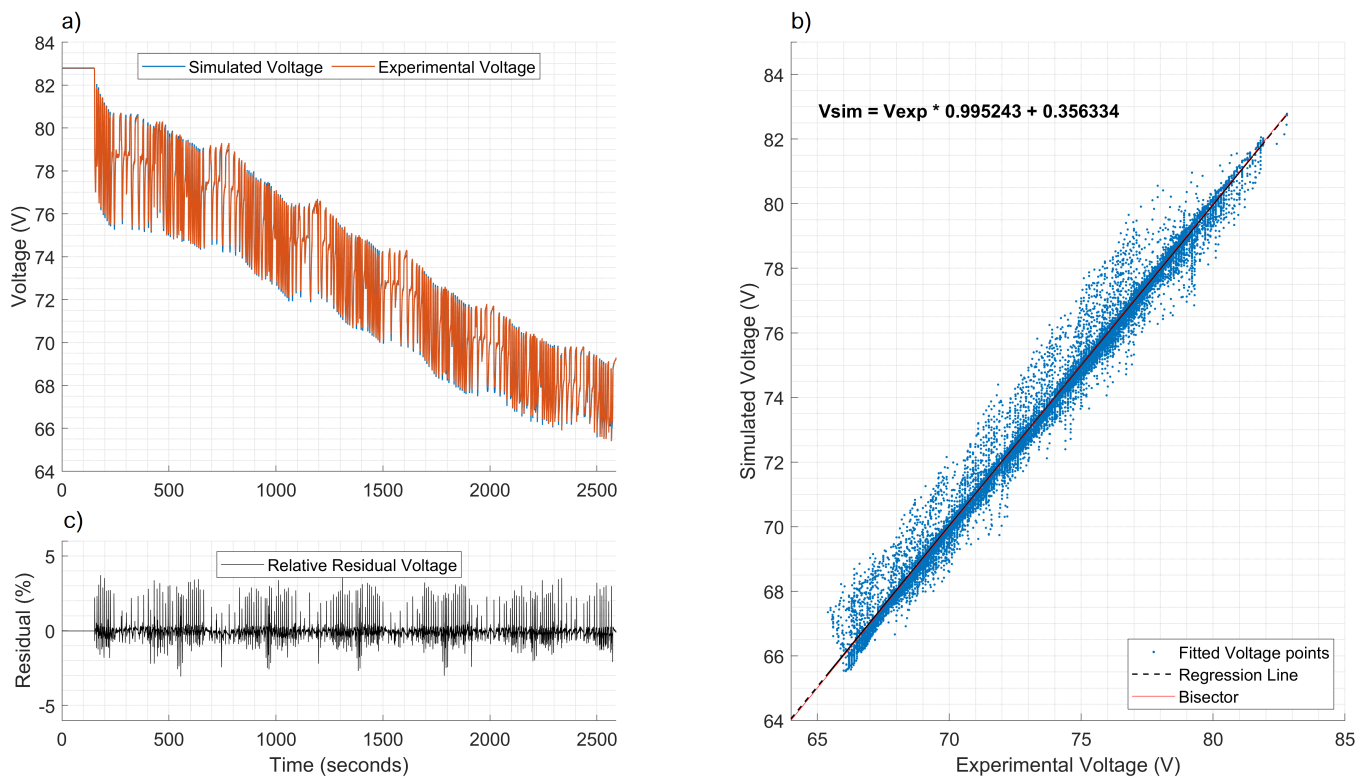 a)
84
82
80
78
76
74
72
70
68
66
64
Voltage (V)
Simulated Voltage
Experimental Voltage
0
500
1000
1500
2000
2500
c)
5
0
-5
Residual (%)
Relative Residual Voltage
0
500
1000
1500
2000
2500
Time (seconds)
b)
84
82
80
78
76
74
72
70
68
66
64
Simulated Voltage (V)
Vsim = Vexp * 0.995243 + 0.356334
Fitted Voltage points
Regression Line
Bisector
65
70
75
80
85
Experimental Voltage (V)